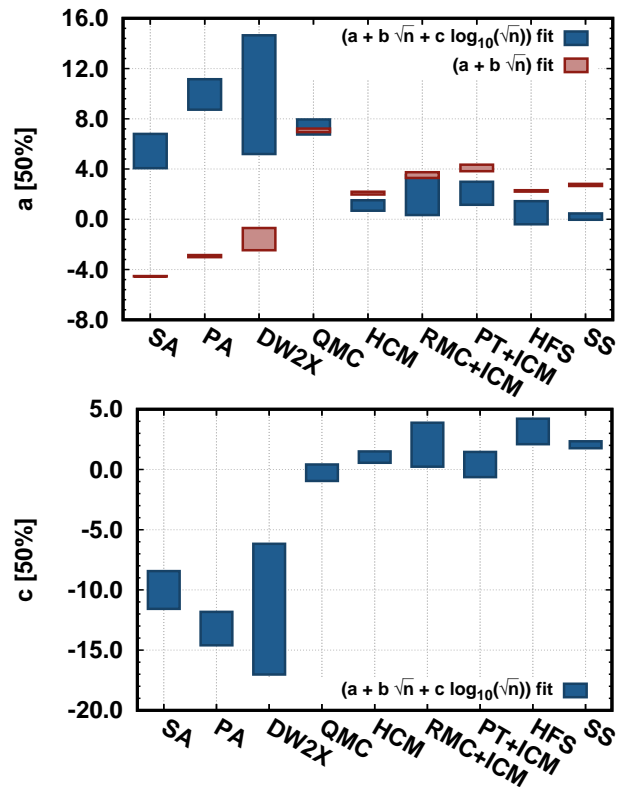 (a + b √n + c log₁₀(√n)) fit
(a + b √n) fit
a [50%]
16.0
12.0
8.0
4.0
0.0
-4.0
-8.0
SA
PA
DW2X
QMC
HCM
RMC+ICM
PT+ICM
HFS
SS
c [50%]
5.0
0.0
-5.0
-10.0
-15.0
-20.0
(a + b √n + c log₁₀(√n)) fit
SA
PA
DW2X
QMC
HCM
RMC+ICM
PT+ICM
HFS
SS